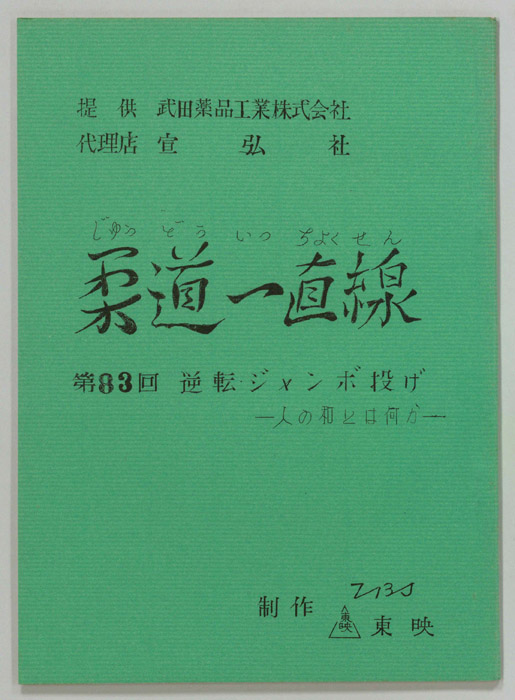 提供 武田薬品工業株式会社
代理店 宣弘社
じゅうどういっちょくせん
柔道一直線
第83回 逆転・ジャンボ投げ
―人の和とは何か―
TBS
制作 東映 東映